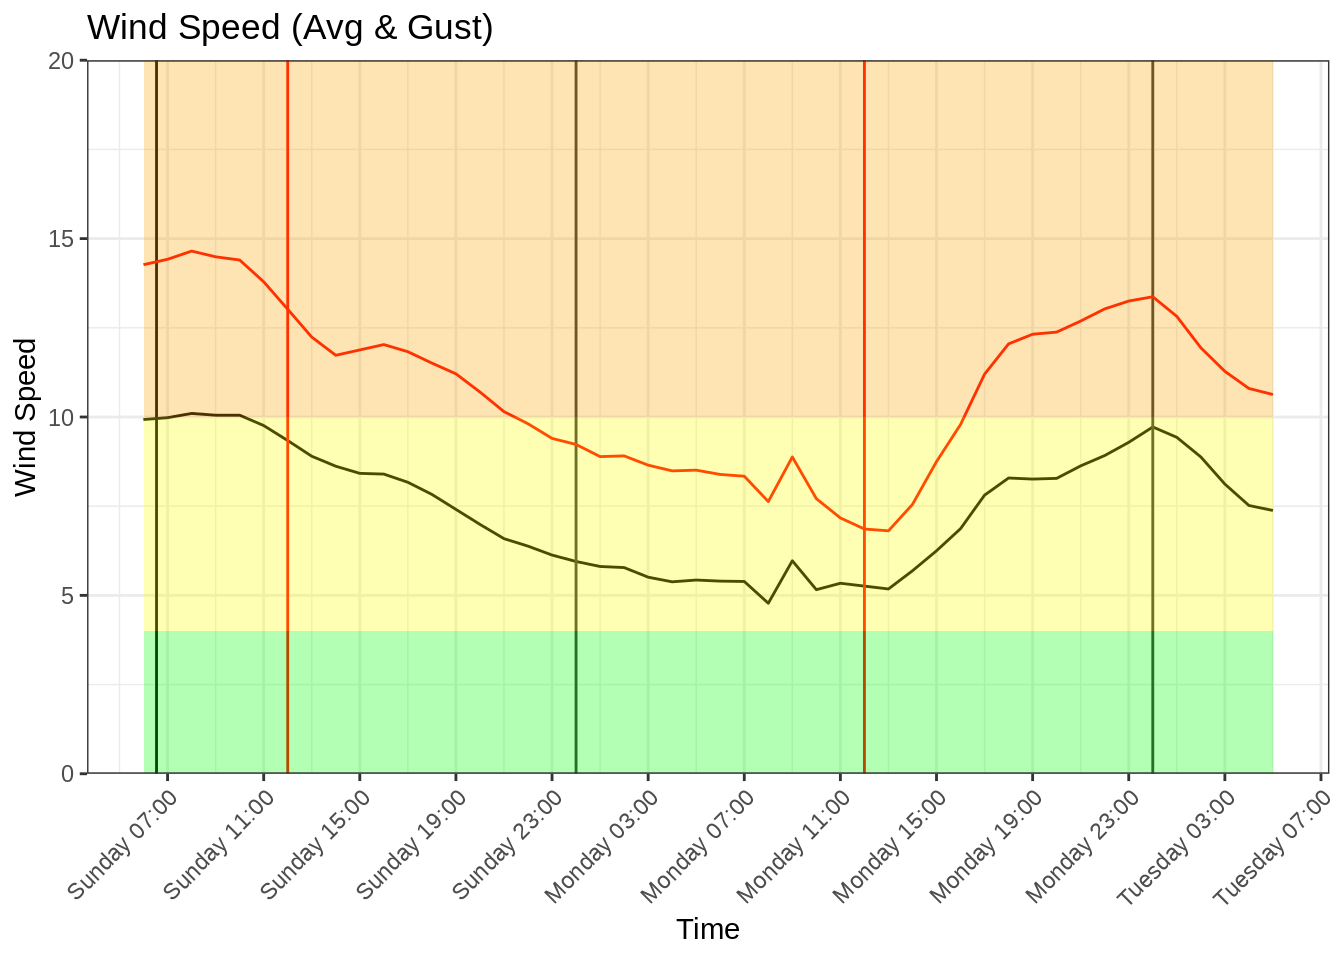 Wind Speed (Avg & Gust)
20
15
10
5
0
Wind Speed
Sunday 07:00
Sunday 11:00
Sunday 15:00
Sunday 19:00
Sunday 23:00
Monday 03:00
Monday 07:00
Monday 11:00
Monday 15:00
Monday 19:00
Monday 23:00
Tuesday 03:00
Tuesday 07:00
Time